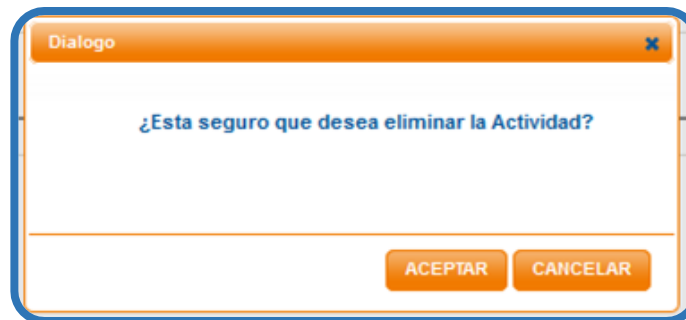 Dialogo
¿Esta seguro que desea eliminar la Actividad?
ACEPTAR CANCELAR